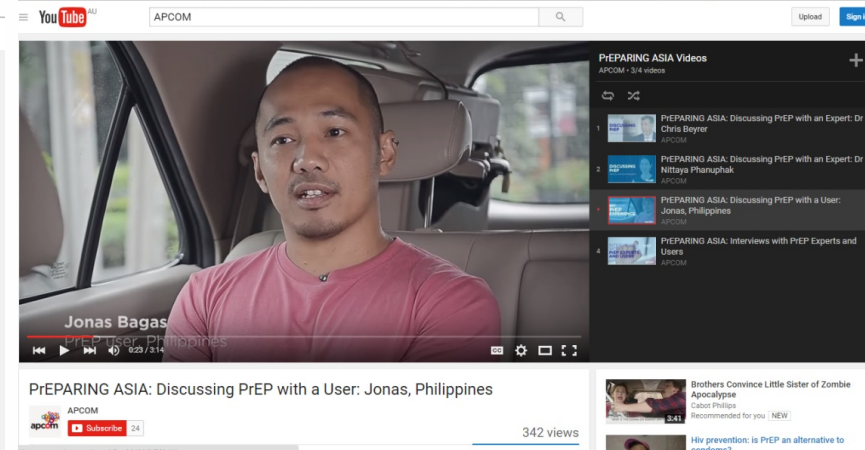 You Tube AU
APCOM
Upload
Sign i
PrEPARING ASIA Videos
APCOM • 3/4 videos
1
PrEPARING ASIA: Discussing PrEP with an Expert: Dr
Chris Beyrer
APCOM
2
PrEPARING ASIA: Discussing PrEP with an Expert: Dr
Nittaya Phanuphak
APCOM
PrEPARING ASIA: Discussing PrEP with a User:
Jonas, Philippines
APCOM
4
PrEPARING ASIA: Interviews with PrEP Experts and
Users
APCOM
Jonas Bagas
PrEP user, Philippines
0:23 / 3:14
CC
PrEPARING ASIA: Discussing PrEP with a User: Jonas, Philippines
apcom
APCOM
Subscribe 24
342 views
3:41
Brothers Convince Little Sister of Zombie
Apocalypse
Cabot Phillips
Recommended for you NEW
Hiv prevention: is PrEP an alternative to